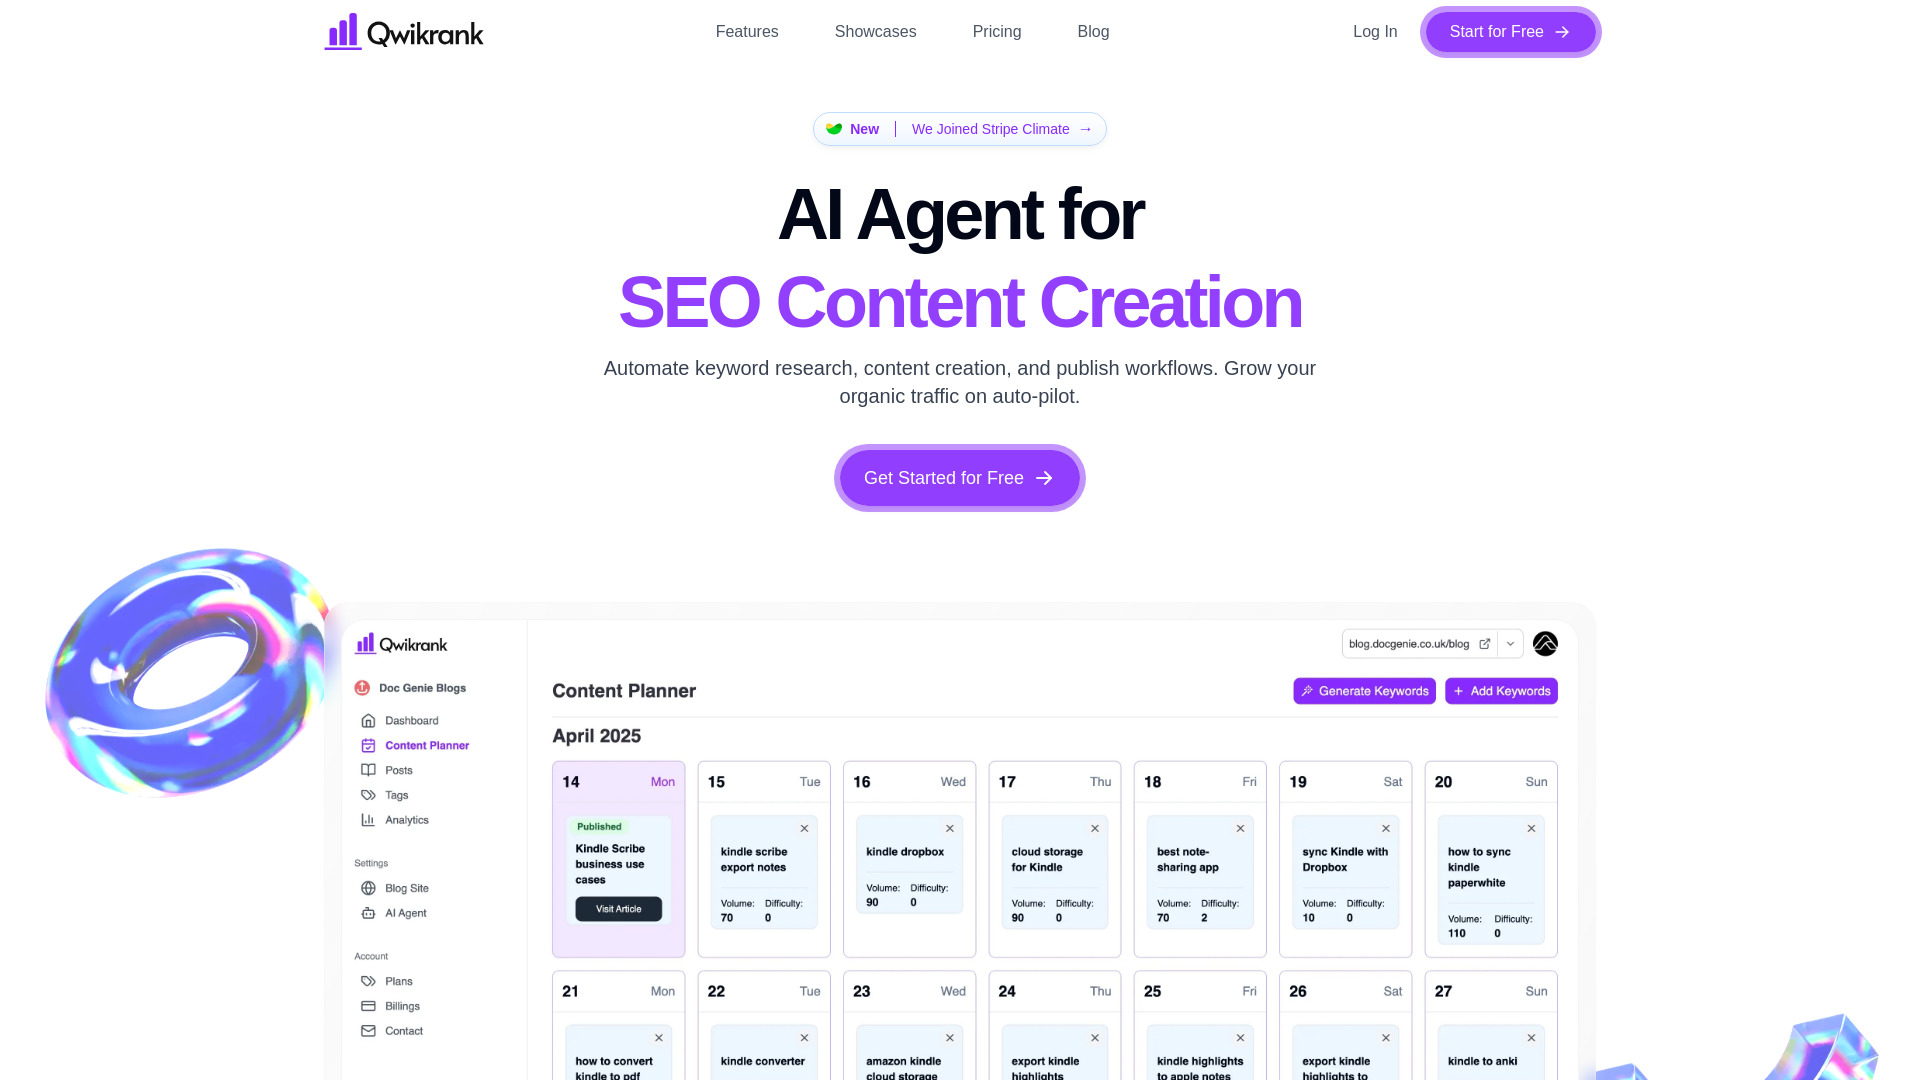 Qwikrank
Features
Showcases
Pricing
Blog
Log In
Start for Free →
New | We Joined Stripe Climate →
AI Agent for
SEO Content Creation
Automate keyword research, content creation, and publish workflows. Grow your
organic traffic on auto-pilot.
Get Started for Free →
Qwikrank
blog.docgenie.co.uk/blog
Doc Genie Blogs
Dashboard
Content Planner
Posts
Tags
Analytics
Settings
Blog Site
AI Agent
Account
Plans
Billings
Contact
Content Planner
Generate Keywords
+ Add Keywords
April 2025
14 Mon
Published
Kindle Scribe
business use
cases
Visit Article
15 Tue
kindle scribe
export notes
Volume: Difficulty:
70 0
16 Wed
kindle dropbox
Volume: Difficulty:
90 0
17 Thu
cloud storage
for Kindle
Volume: Difficulty:
90 0
18 Fri
best note-
sharing app
Volume: Difficulty:
70 2
19 Sat
sync Kindle with
Dropbox
Volume: Difficulty:
10 0
20 Sun
how to sync
kindle
paperwhite
Volume: Difficulty:
110 0
21 Mon
how to convert
kindle to pdf
22 Tue
kindle converter
23 Wed
amazon kindle
cloud storage
24 Thu
export kindle
highlights
25 Fri
kindle highlights
to apple notes
26 Sat
export kindle
highlights to
27 Sun
kindle to anki